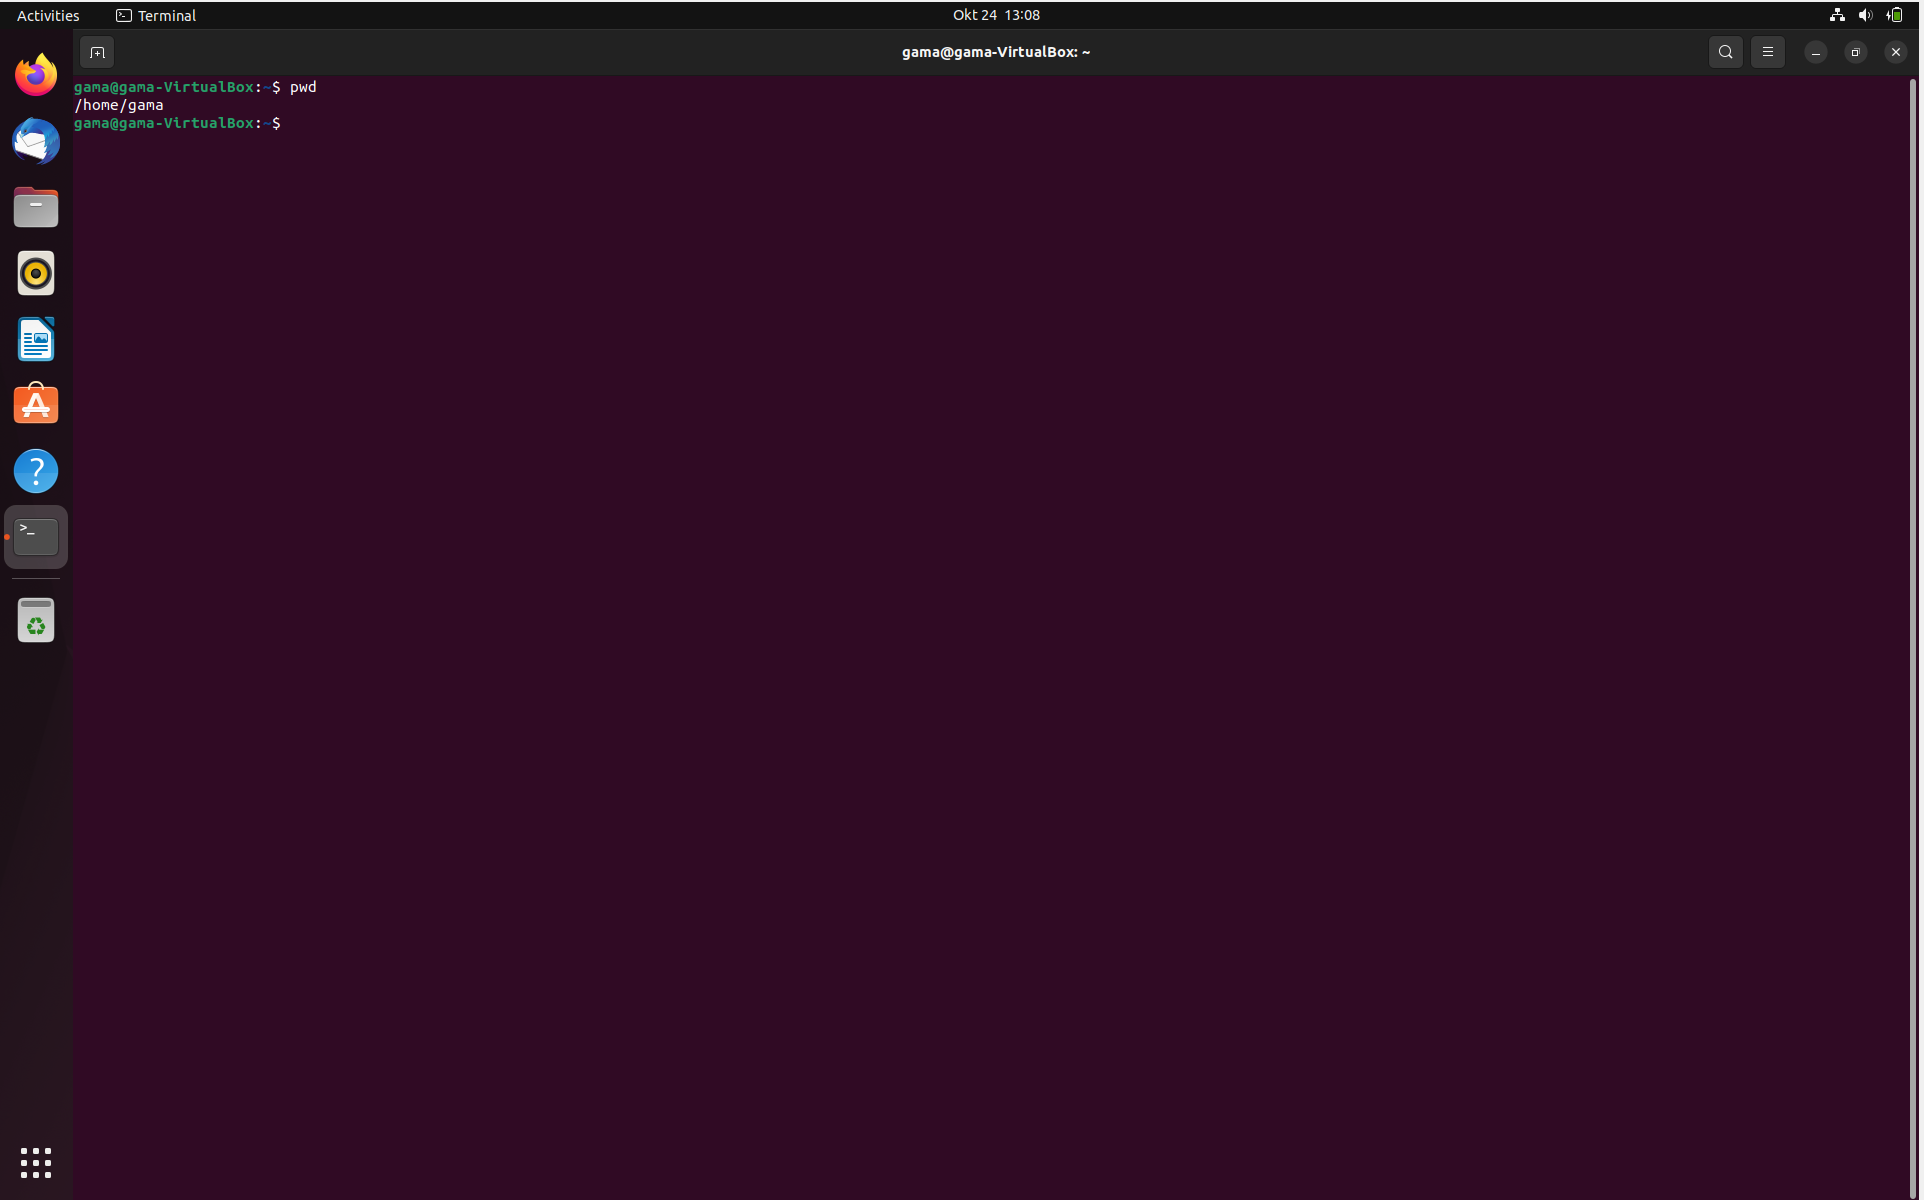 Activities Terminal Okt 24 13:08
gama@gama-VirtualBox: ~
gama@gama-VirtualBox:~$ pwd
/home/gama
gama@gama-VirtualBox:~$